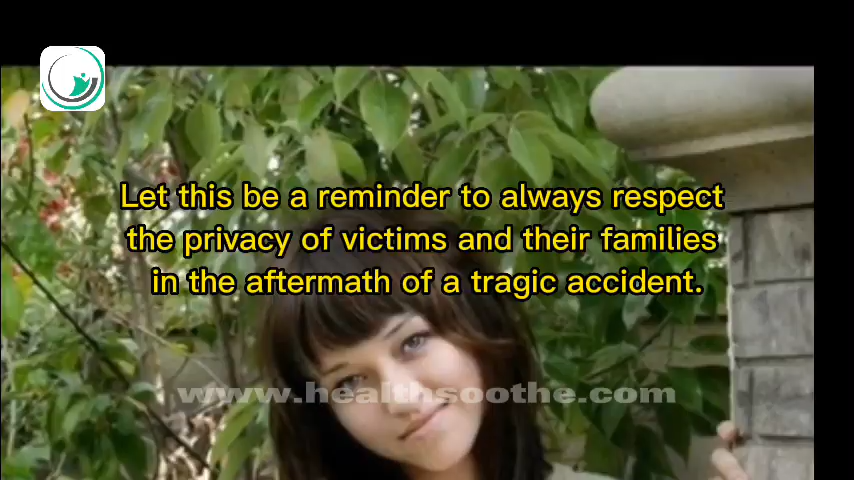 Let this be a reminder to always respect
the privacy of victims and their families
in the aftermath of a tragic accident.
www.healthsoothe.com